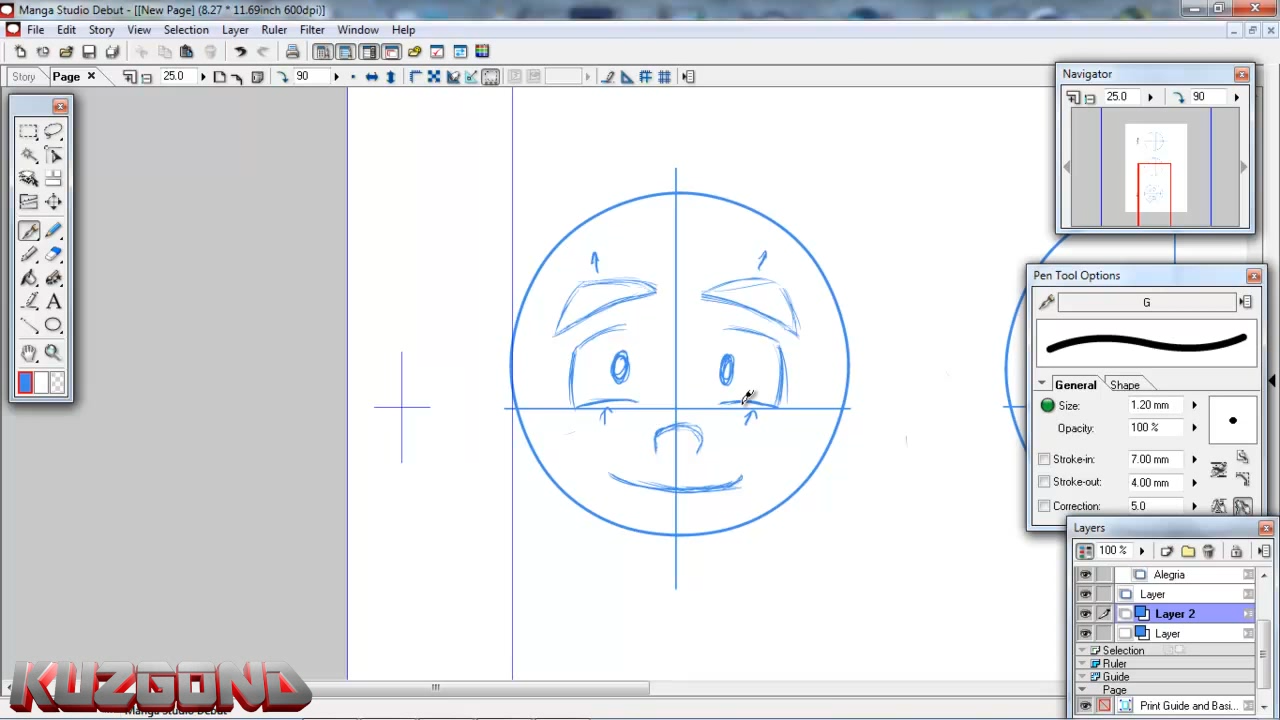 Manga Studio Debut - [[New Page] (8.27 * 11.69inch 600dpi)]
File Edit Story View Selection Layer Ruler Filter Window Help
Story Page 25.0 90
Navigator
25.0 90
Pen Tool Options
G
General Shape
Size: 1.20 mm
Opacity: 100 %
Stroke-in: 7.00 mm
Stroke-out: 4.00 mm
Correction: 5.0
Layers
100 %
Alegria
Layer
Layer 2
Layer
Selection
Ruler
Guide
Page
Print Guide and Basi...
KUZGOND
Manga Studio Debut